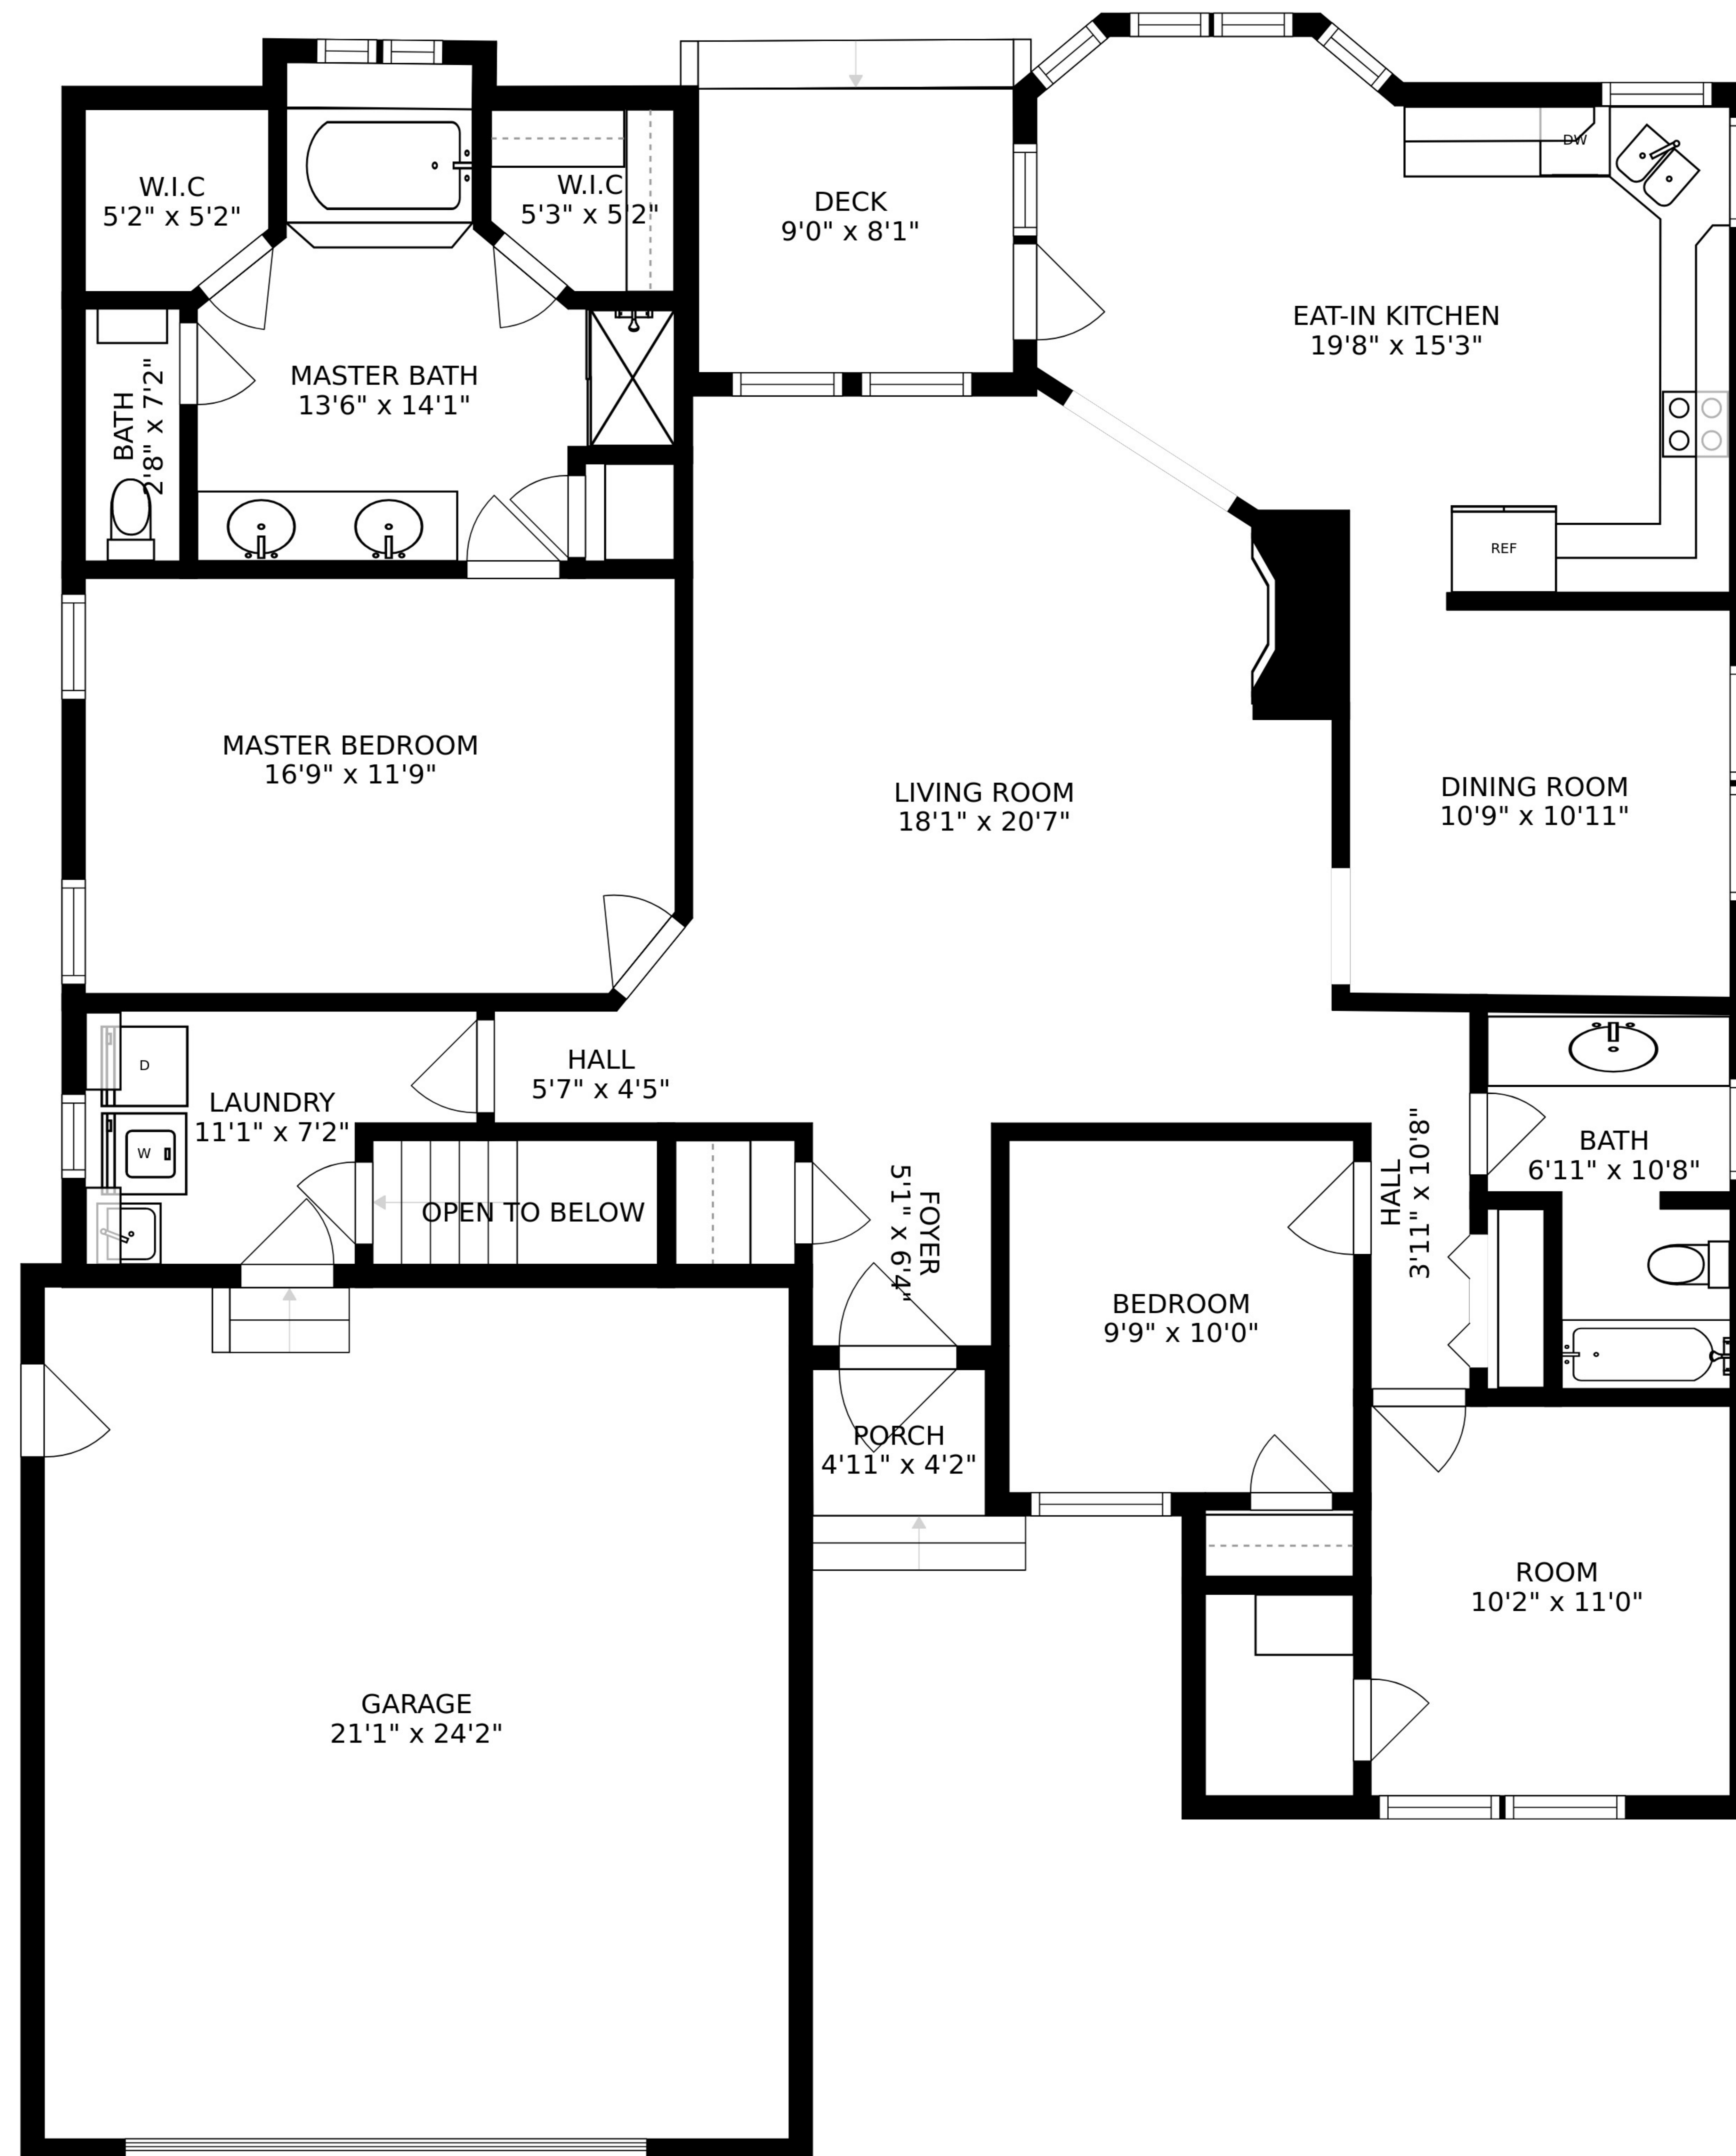 W.I.C
5'2" x 5'2"
W.I.C
5'3" x 5'2"
DECK
9'0" x 8'1"
DW
EAT-IN KITCHEN
19'8" x 15'3"
MASTER BATH
13'6" x 14'1"
BATH
2'8" x 7'2"
REF
MASTER BEDROOM
16'9" x 11'9"
LIVING ROOM
18'1" x 20'7"
DINING ROOM
10'9" x 10'11"
D
HALL
5'7" x 4'5"
LAUNDRY
11'1" x 7'2"
W
OPEN TO BELOW
FOYER
5'1" x 6'4"
HALL
3'11" x 10'8"
BATH
6'11" x 10'8"
BEDROOM
9'9" x 10'0"
PORCH
4'11" x 4'2"
ROOM
10'2" x 11'0"
GARAGE
21'1" x 24'2"